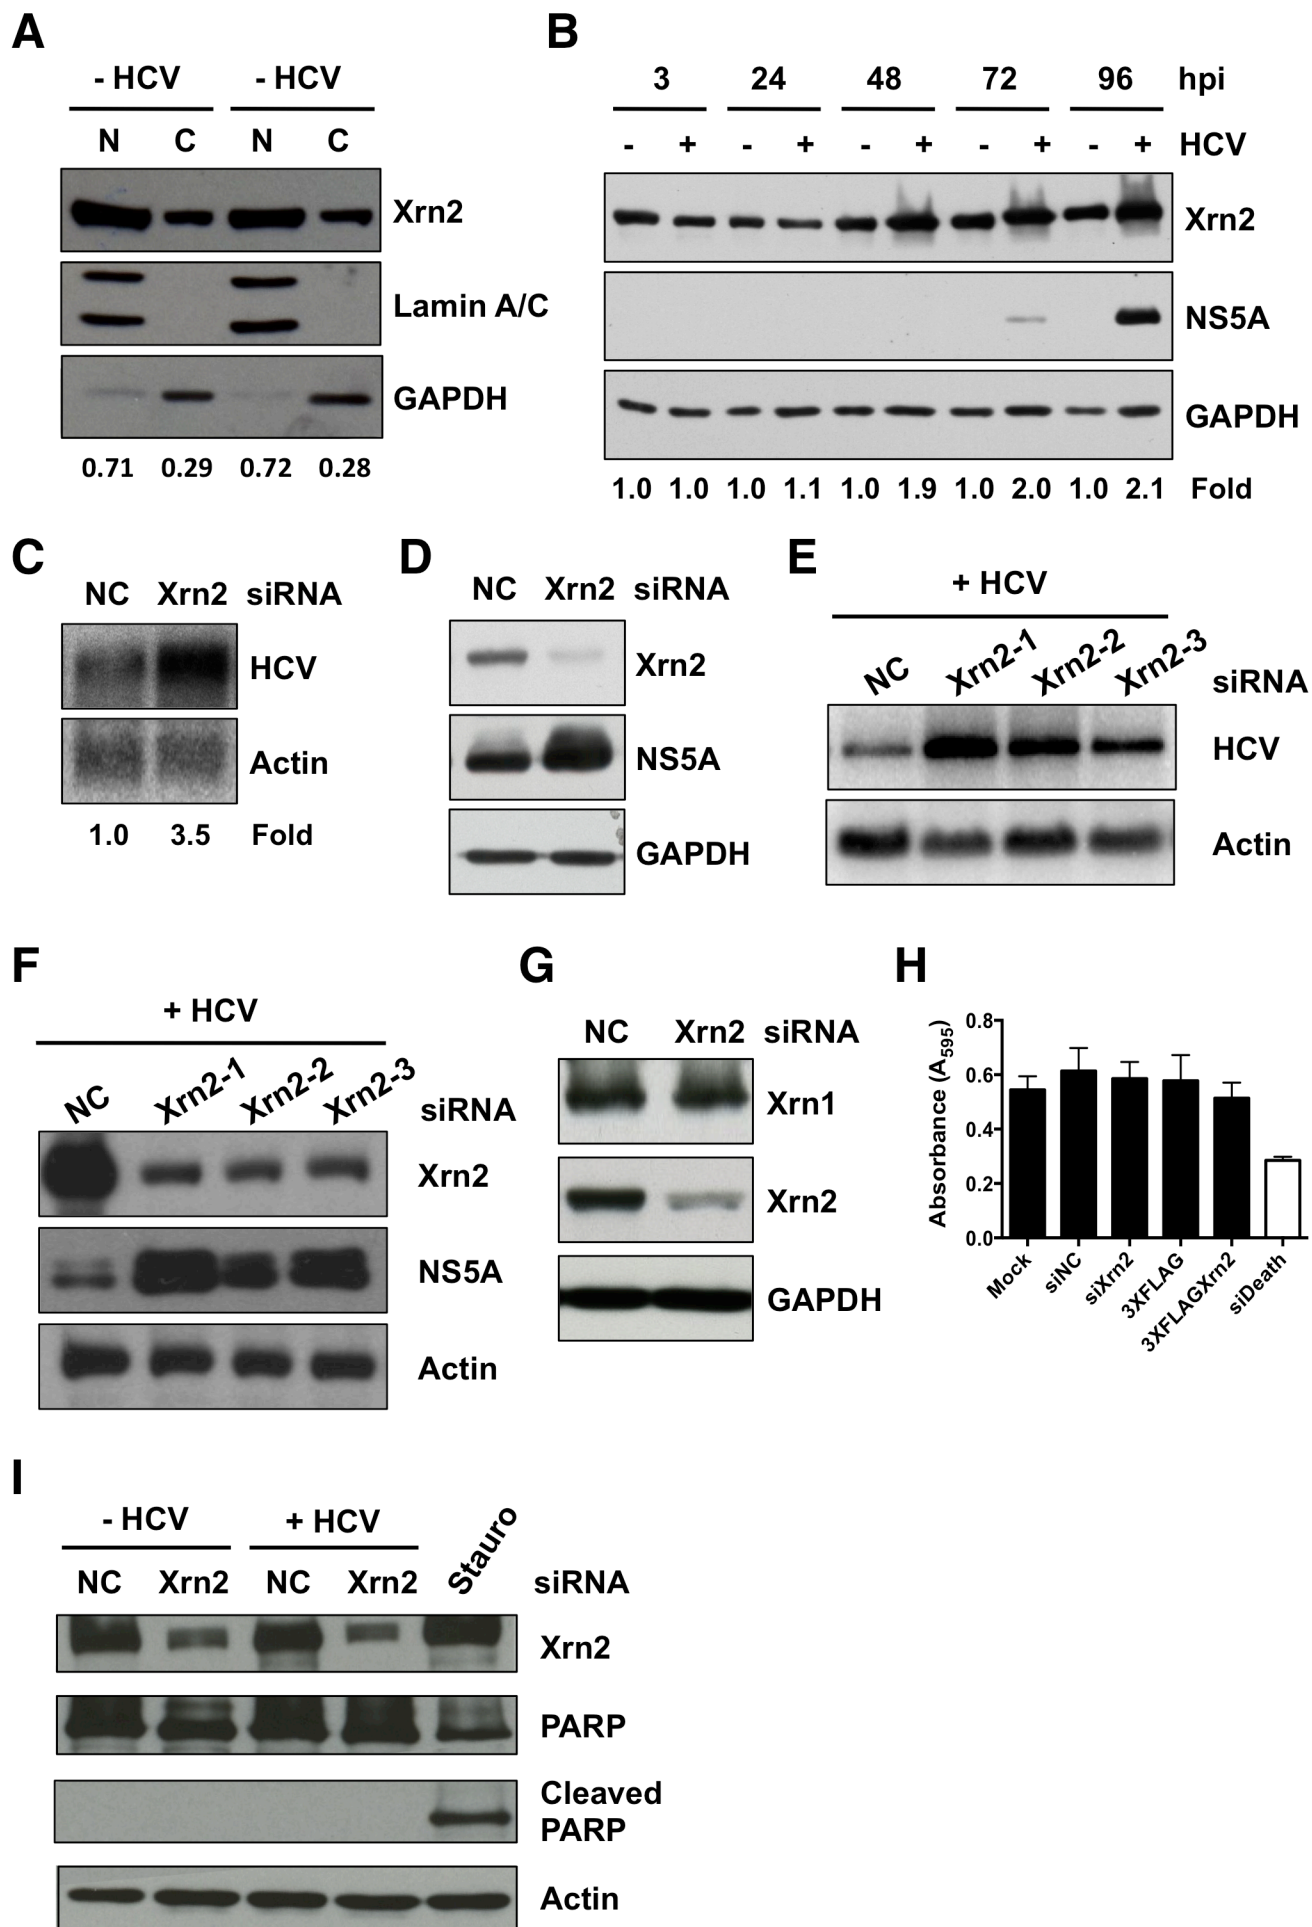 A
- HCV - HCV
N C N C
Xrn2
Lamin A/C
GAPDH
0.71 0.29 0.72 0.28
B
3 24 48 72 96 hpi
- + - + - + - + - + HCV
Xrn2
NS5A
GAPDH
1.0 1.0 1.0 1.1 1.0 1.9 1.0 2.0 1.0 2.1 Fold
C
NC Xrn2 siRNA
HCV
Actin
1.0 3.5 Fold
D
NC Xrn2 siRNA
Xrn2
NS5A
GAPDH
E
+ HCV
NC Xrn2-1 Xrn2-2 Xrn2-3 siRNA
HCV
Actin
F
+ HCV
NC Xrn2-1 Xrn2-2 Xrn2-3 siRNA
Xrn2
NS5A
Actin
G
NC Xrn2 siRNA
Xrn1
Xrn2
GAPDH
H
Absorbance (A595)
0.8
0.6
0.4
0.2
0.0
Mock siNC siXrn2 3XFLAG 3XFLAGXrn2 siDeath
I
- HCV + HCV Stauro
NC Xrn2 NC Xrn2 siRNA
Xrn2
PARP
Cleaved
PARP
Actin